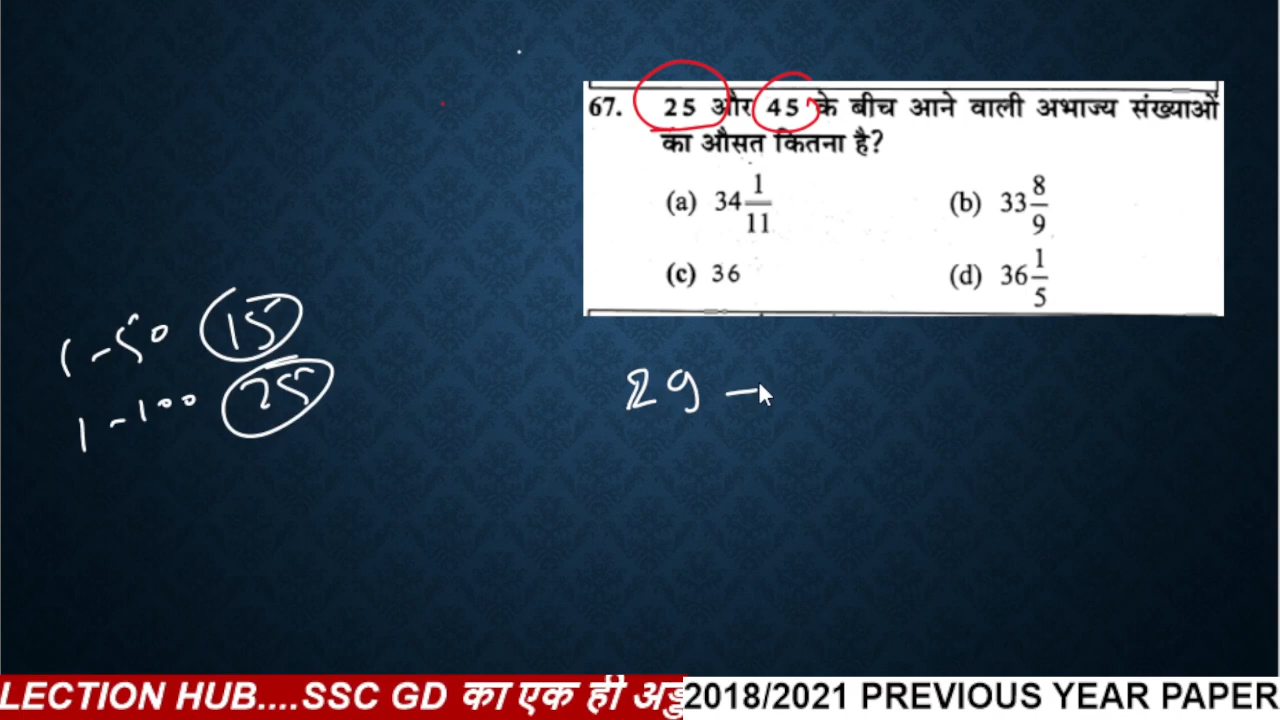 67. 25 और 45 के बीच आने वाली अभाज्य संख्याओं
का औसत कितना है?
(a) 34 1/11 (b) 33 8/9
(c) 36 (d) 36 1/5
1-50 15
1-100 25
29 –
LECTION HUB....SSC GD का एक ही अड्ड
2018/2021 PREVIOUS YEAR PAPER